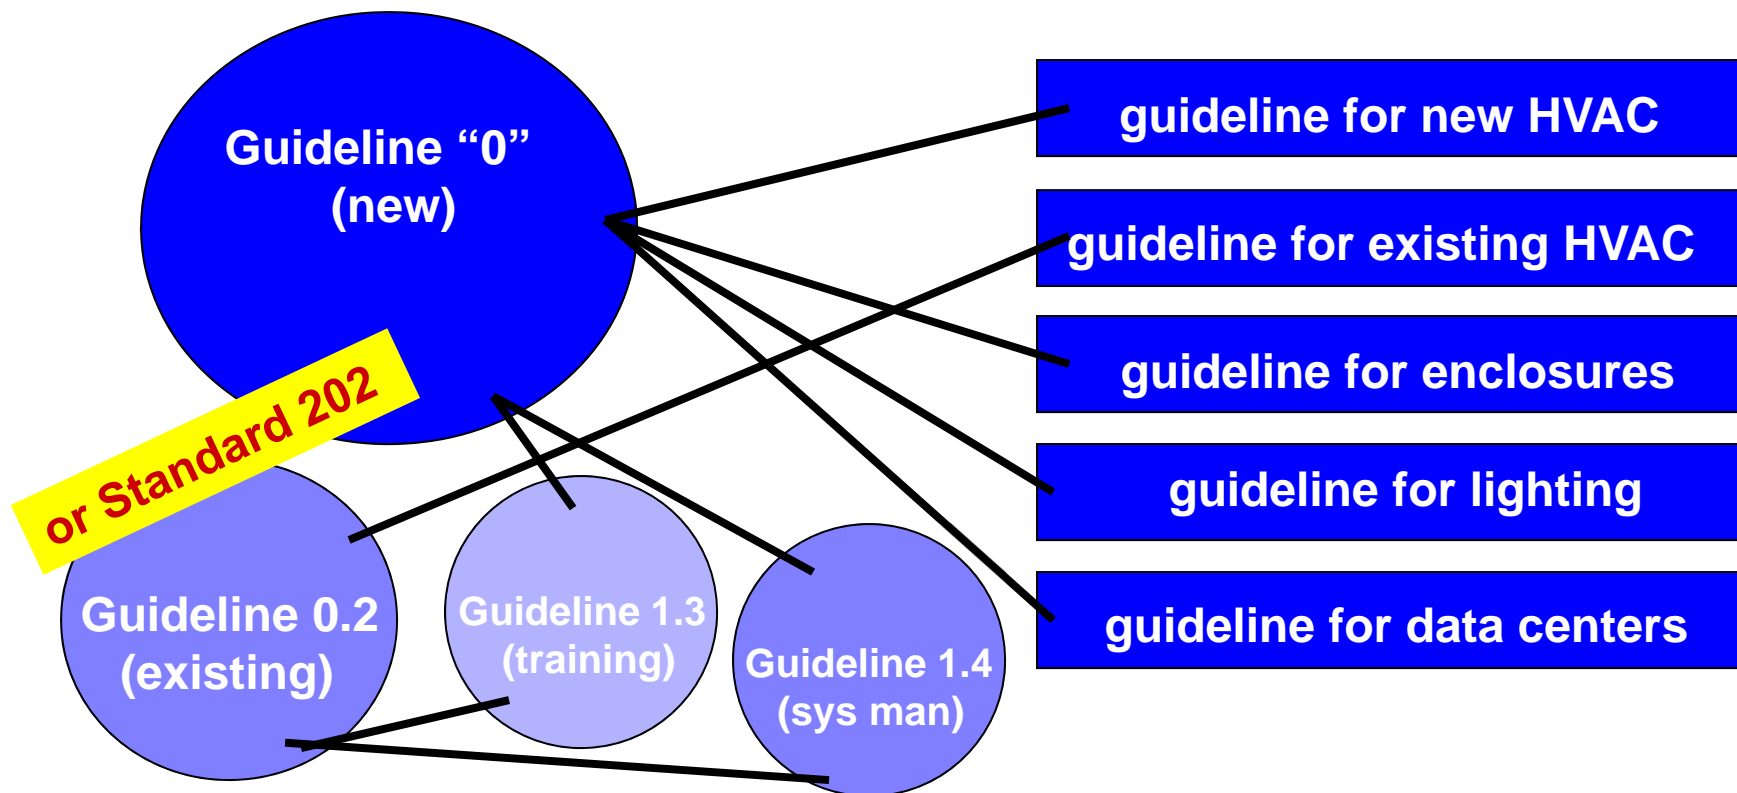 Guideline “0”
(new)
or Standard 202
Guideline 0.2
(existing)
Guideline 1.3
(training)
Guideline 1.4
(sys man)
guideline for new HVAC
guideline for existing HVAC
guideline for enclosures
guideline for lighting
guideline for data centers